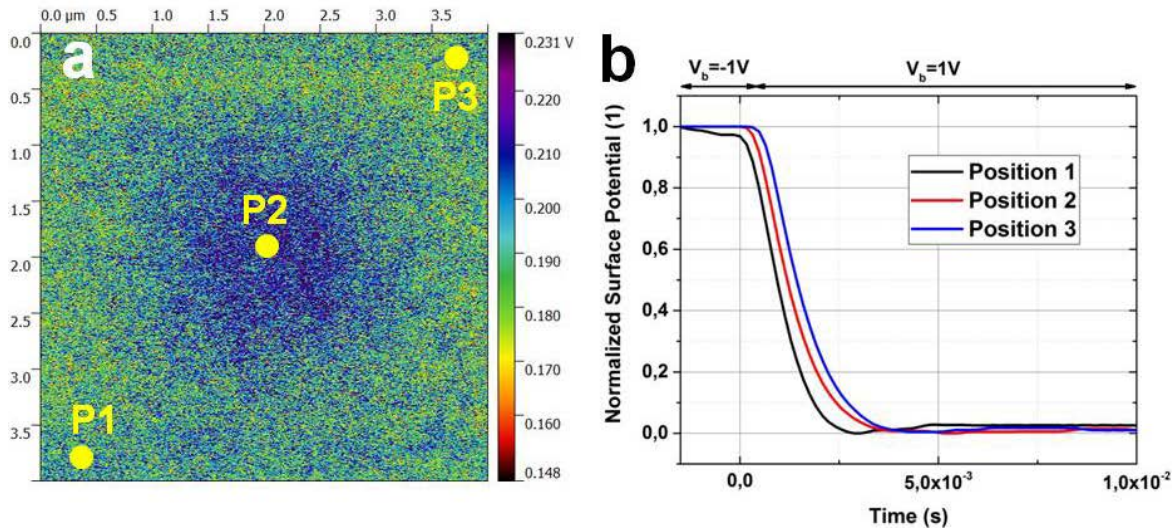 0.0 µm 0.5 1.0 1.5 2.0 2.5 3.5
0.0
0.5
1.0
1.5
2.0
2.5
3.0
3.5
a
P3
P2
P1
0.231 V
0.220
0.210
0.200
0.190
0.180
0.170
0.160
0.148
b
V_b=-1V V_b=1V
Normalized Surface Potential (1)
1,0
0,8
0,6
0,4
0,2
0,0
Position 1
Position 2
Position 3
0,0 5,0x10⁻³ 1,0x10⁻²
Time (s)